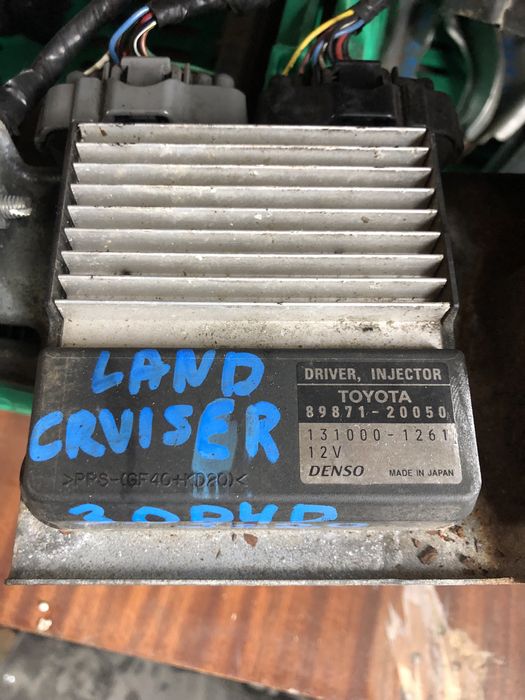 LAND
CRUISER
>PPS-(GF40+KD20)<
DRIVER, INJECTOR
TOYOTA
89871-20050
131000-1261
12V
DENSO MADE IN JAPAN